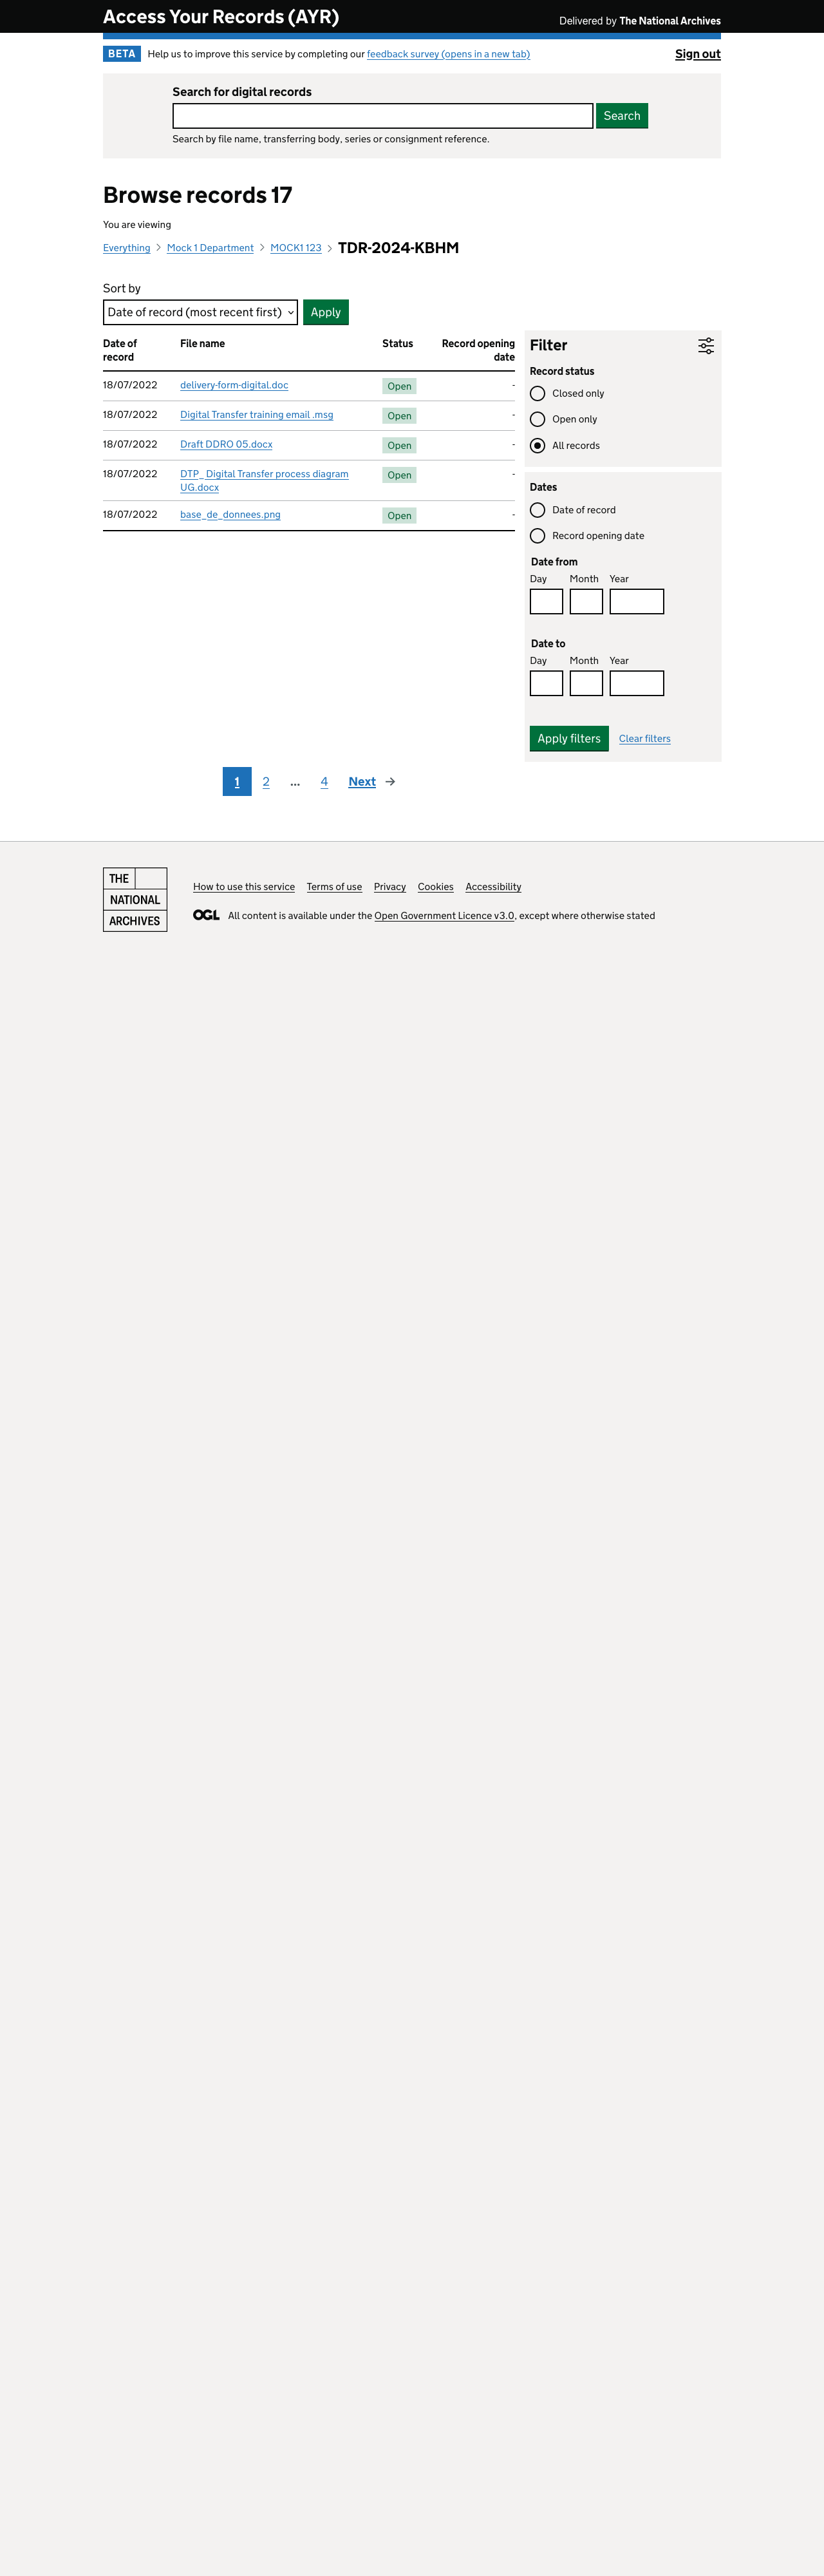 Access Your Records (AYR)
Delivered by The National Archives
BETA Help us to improve this service by completing our feedback survey (opens in a new tab)
Sign out
Search for digital records
Search
Search by file name, transferring body, series or consignment reference.
Browse records 17
You are viewing
Everything Mock 1 Department MOCK1 123 TDR-2024-KBHM
Sort by
Date of record (most recent first) Apply
Date of record File name Status Record opening date
18/07/2022 delivery-form-digital.doc Open -
18/07/2022 Digital Transfer training email .msg Open -
18/07/2022 Draft DDRO 05.docx Open -
18/07/2022 DTP_ Digital Transfer process diagram UG.docx Open -
18/07/2022 base_de_donnees.png Open -
Filter
Record status
Closed only
Open only
All records
Dates
Date of record
Record opening date
Date from
Day Month Year
Date to
Day Month Year
Apply filters Clear filters
1 2 ... 4 Next
THE
NATIONAL
ARCHIVES
How to use this service Terms of use Privacy Cookies Accessibility
OGL All content is available under the Open Government Licence v3.0, except where otherwise stated